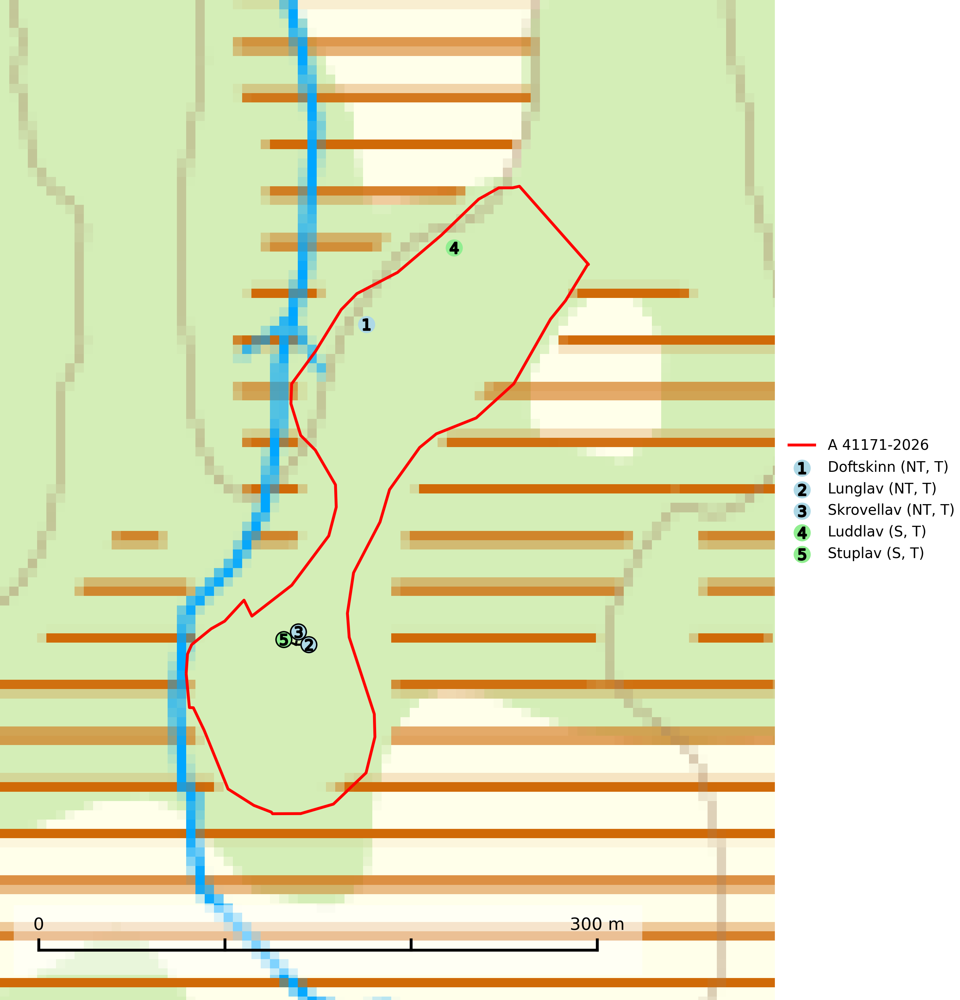 4
1
3
5
2
0 300 m
A 41171-2026
1 Doftskinn (NT, T)
2 Lunglav (NT, T)
3 Skrovellav (NT, T)
4 Luddlav (S, T)
5 Stuplav (S, T)